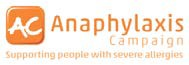 AC Anaphylaxis
Campaign
Supporting people with severe allergies